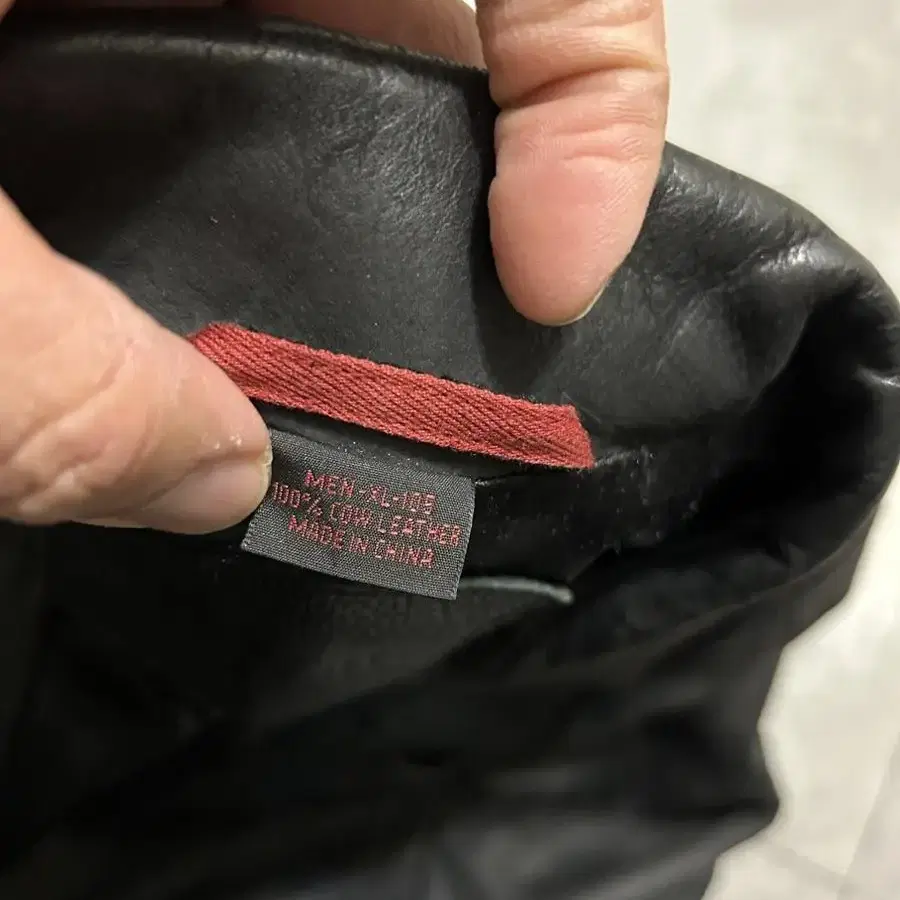 MEN-XL-105
100% COW LEATHER
MADE IN CHINA